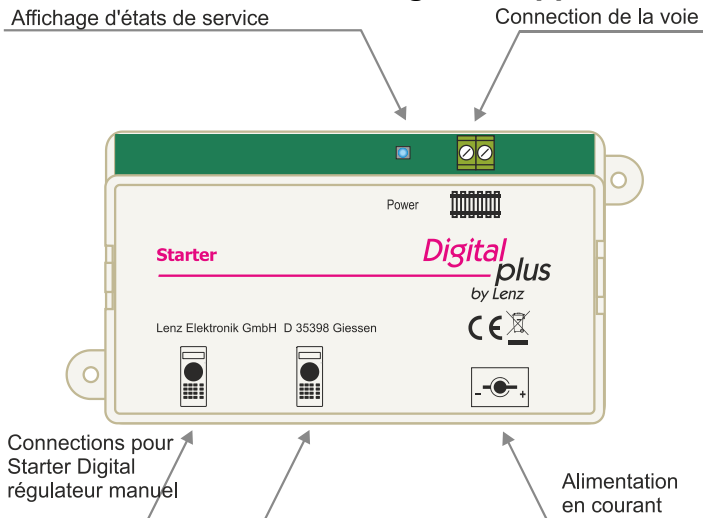 Affichage d'états de service
Connection de la voie
Power
Starter
Digital
plus
by Lenz
Lenz Elektronik GmbH D 35398 Giessen
CE
- +
Connections pour
Starter Digital
régulateur manuel
Alimentation
en courant